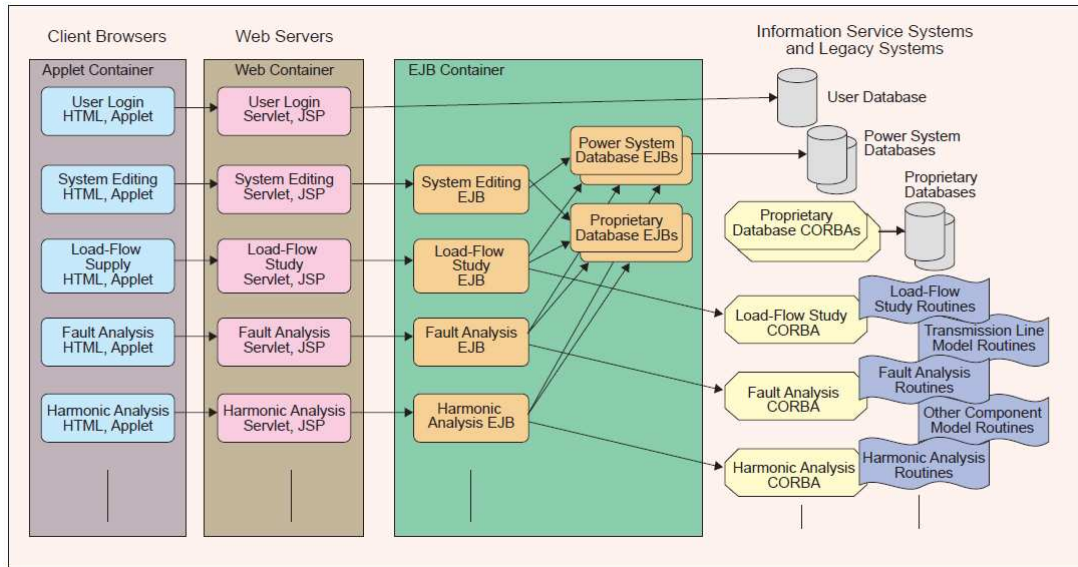 Client Browsers
Web Servers
Information Service Systems
and Legacy Systems
Applet Container
Web Container
EJB Container
User Login
HTML, Applet
User Login
Servlet, JSP
User Database
Power System
Database EJBs
Power System
Databases
System Editing
HTML, Applet
System Editing
Servlet, JSP
System Editing
EJB
Proprietary
Databases
Proprietary
Database EJBs
Proprietary
Database CORBAs
Load-Flow
Supply
HTML, Applet
Load-Flow
Study
Servlet, JSP
Load-Flow
Study
EJB
Load-Flow
Study Routines
Load-Flow Study
CORBA
Transmission Line
Model Routines
Fault Analysis
HTML, Applet
Fault Analysis
Servlet, JSP
Fault Analysis
EJB
Fault Analysis
Routines
Fault Analysis
CORBA
Other Component
Model Routines
Harmonic Analysis
HTML, Applet
Harmonic Analysis
Servlet, JSP
Harmonic
Analysis EJB
Harmonic Analysis
CORBA
Harmonic Analysis
Routines